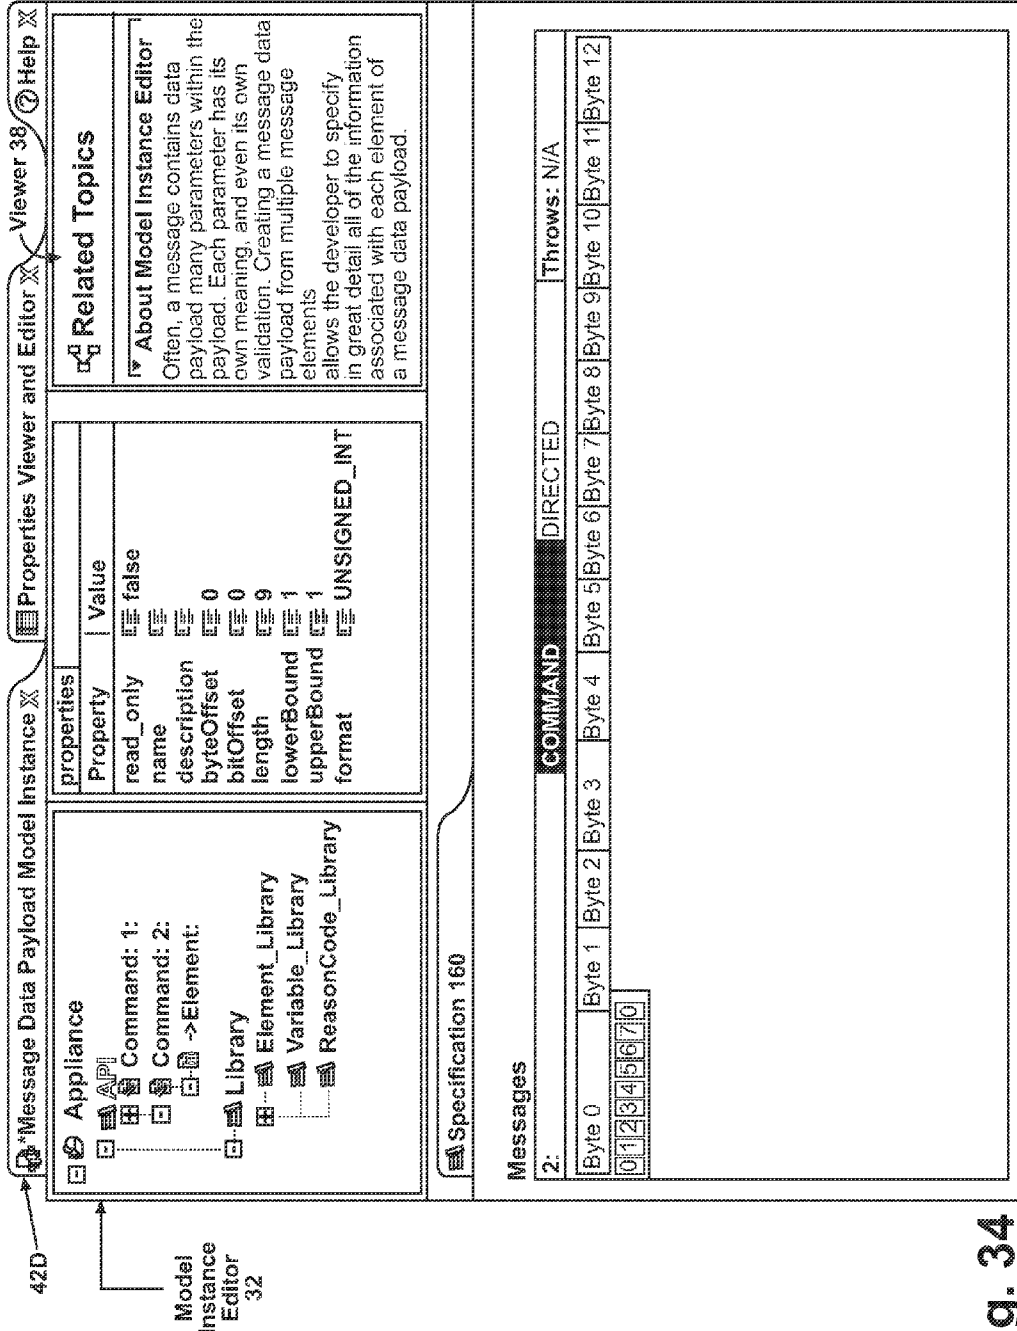 42D
*Message Data Payload Model Instance X
Properties Viewer and Editor X
Viewer 38
Help X
Model
Instance
Editor
32
Appliance
API
Command: 1:
Command: 2:
->Element:
Library
Element_Library
Variable_Library
ReasonCode_Library
properties
Property Value
read_only false
name
description
byteOffset 0
bitOffset 0
length 9
lowerBound 1
upperBound 1
format UNSIGNED_INT
Related Topics
About Model Instance Editor
Often, a message contains data
payload many parameters within the
payload. Each parameter has its
own meaning, and even its own
validation. Creating a message data
payload from multiple message
elements
allows the developer to specify
in great detail all of the information
associated with each element of
a message data payload.
Specification 160
Messages
2: COMMAND DIRECTED Throws: N/A
Byte 0 Byte 1 Byte 2 Byte 3 Byte 4 Byte 5 Byte 6 Byte 7 Byte 8 Byte 9 Byte 10 Byte 11 Byte 12
0 1 2 3 4 5 6 7 0
g. 34